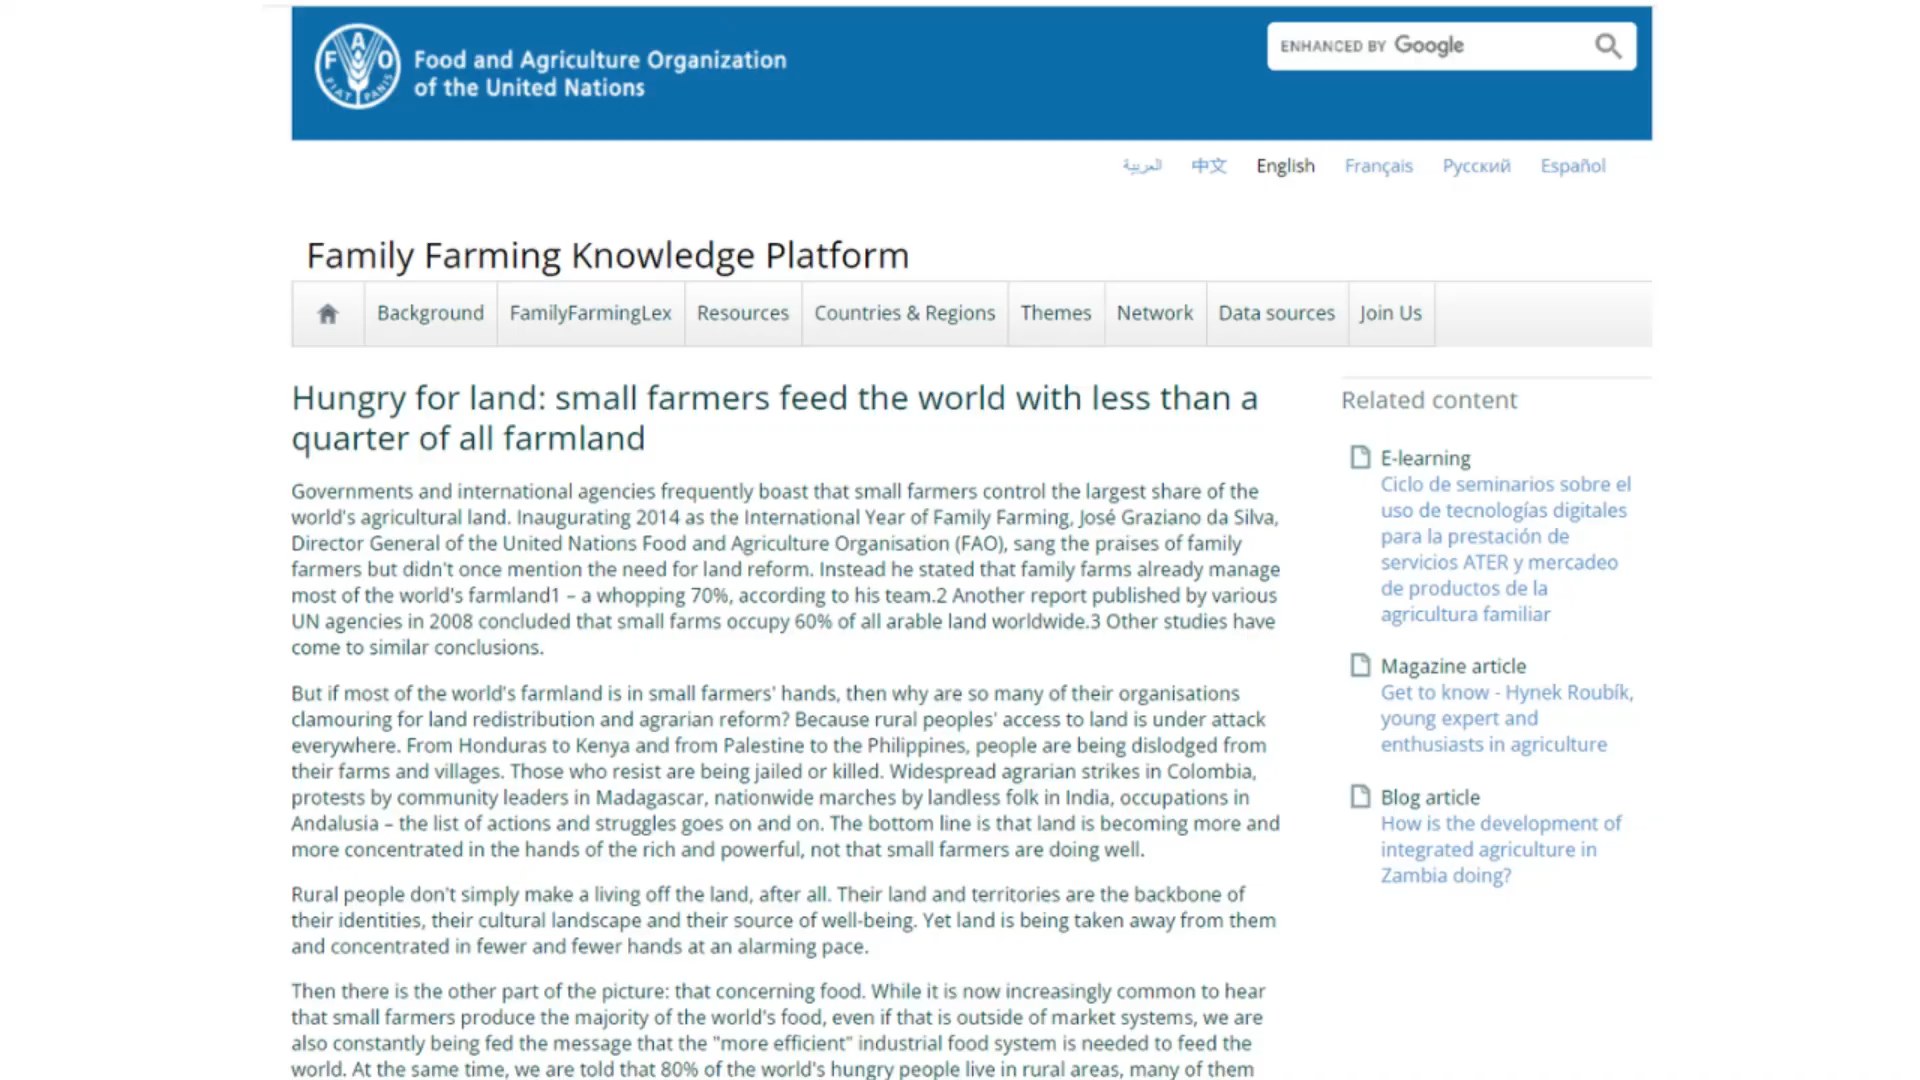 FAO
FIAT PANIS
Food and Agriculture Organization
of the United Nations
ENHANCED BY Google
العربية 中文 English Français Русский Español
Family Farming Knowledge Platform
Background FamilyFarmingLex Resources Countries & Regions Themes Network Data sources Join Us
Hungry for land: small farmers feed the world with less than a
quarter of all farmland
Governments and international agencies frequently boast that small farmers control the largest share of the
world's agricultural land. Inaugurating 2014 as the International Year of Family Farming, José Graziano da Silva,
Director General of the United Nations Food and Agriculture Organisation (FAO), sang the praises of family
farmers but didn't once mention the need for land reform. Instead he stated that family farms already manage
most of the world's farmland1 – a whopping 70%, according to his team.2 Another report published by various
UN agencies in 2008 concluded that small farms occupy 60% of all arable land worldwide.3 Other studies have
come to similar conclusions.
But if most of the world's farmland is in small farmers' hands, then why are so many of their organisations
clamouring for land redistribution and agrarian reform? Because rural peoples' access to land is under attack
everywhere. From Honduras to Kenya and from Palestine to the Philippines, people are being dislodged from
their farms and villages. Those who resist are being jailed or killed. Widespread agrarian strikes in Colombia,
protests by community leaders in Madagascar, nationwide marches by landless folk in India, occupations in
Andalusia – the list of actions and struggles goes on and on. The bottom line is that land is becoming more and
more concentrated in the hands of the rich and powerful, not that small farmers are doing well.
Rural people don't simply make a living off the land, after all. Their land and territories are the backbone of
their identities, their cultural landscape and their source of well-being. Yet land is being taken away from them
and concentrated in fewer and fewer hands at an alarming pace.
Then there is the other part of the picture: that concerning food. While it is now increasingly common to hear
that small farmers produce the majority of the world's food, even if that is outside of market systems, we are
also constantly being fed the message that the "more efficient" industrial food system is needed to feed the
world. At the same time, we are told that 80% of the world's hungry people live in rural areas, many of them
Related content
E-learning
Ciclo de seminarios sobre el
uso de tecnologías digitales
para la prestación de
servicios ATER y mercadeo
de productos de la
agricultura familiar
Magazine article
Get to know - Hynek Roubík,
young expert and
enthusiasts in agriculture
Blog article
How is the development of
integrated agriculture in
Zambia doing?